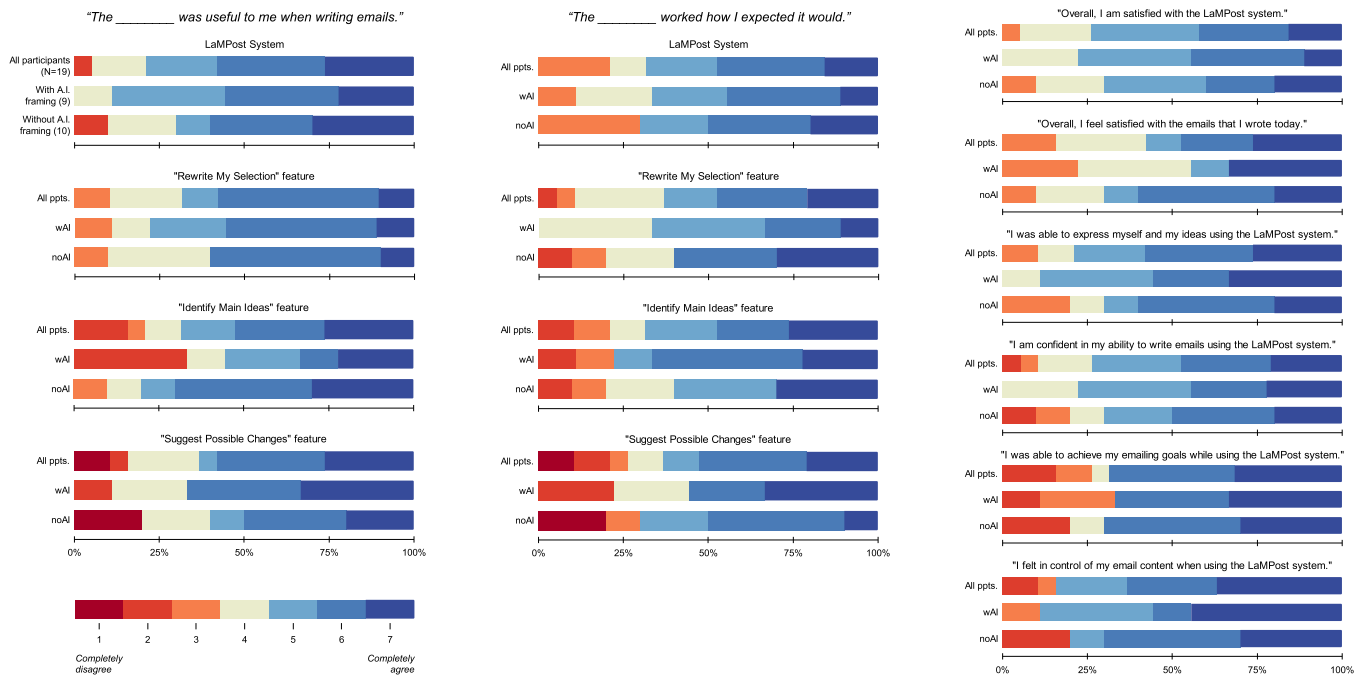 “The ________ was useful to me when writing emails.”
LaMPost System
All participants
(N=19)
With A.I.
framing (9)
Without A.I.
framing (10)
"Rewrite My Selection" feature
All ppts.
wAI
noAI
"Identify Main Ideas" feature
All ppts.
wAI
noAI
"Suggest Possible Changes" feature
All ppts.
wAI
noAI
0% 25% 50% 75% 100%
1 2 3 4 5 6 7
Completely
disagree
Completely
agree
“The ________ worked how I expected it would.”
LaMPost System
All ppts.
wAI
noAI
"Rewrite My Selection" feature
All ppts.
wAI
noAI
"Identify Main Ideas" feature
All ppts.
wAI
noAI
"Suggest Possible Changes" feature
All ppts.
wAI
noAI
0% 25% 50% 75% 100%
"Overall, I am satisfied with the LaMPost system."
All ppts.
wAI
noAI
"Overall, I feel satisfied with the emails that I wrote today."
All ppts.
wAI
noAI
"I was able to express myself and my ideas using the LaMPost system."
All ppts.
wAI
noAI
"I am confident in my ability to write emails using the LaMPost system."
All ppts.
wAI
noAI
"I was able to achieve my emailing goals while using the LaMPost system."
All ppts.
wAI
noAI
"I felt in control of my email content when using the LaMPost system."
All ppts.
wAI
noAI
0% 25% 50% 75% 100%